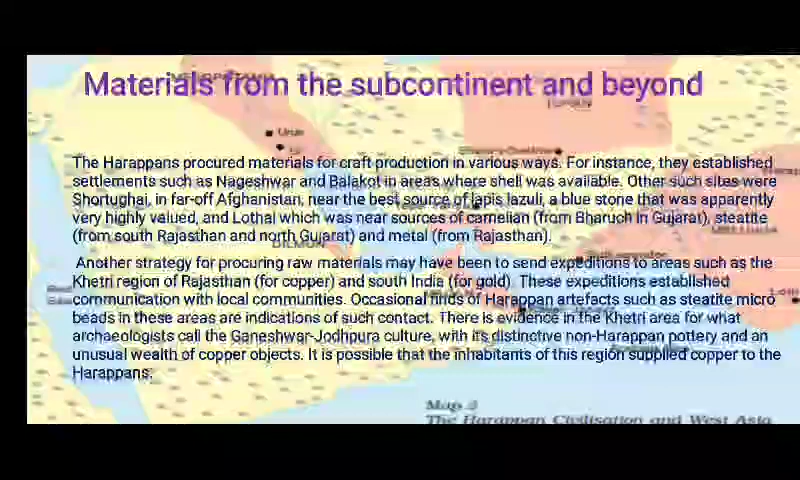 Materials from the subcontinent and beyond
Uruk
Ur
The Harappans procured materials for craft production in various ways. For instance, they established
settlements such as Nageshwar and Balakot in areas where shell was available. Other such sites were
Shortughai, in far-off Afghanistan, near the best source of lapis lazuli, a blue stone that was apparently
very highly valued, and Lothal which was near sources of carnelian (from Bharuch in Gujarat), steatite
(from south Rajasthan and north Gujarat) and metal (from Rajasthan).
DILMUN
Another strategy for procuring raw materials may have been to send expeditions to areas such as the
Khetri region of Rajasthan (for copper) and south India (for gold). These expeditions established
communication with local communities. Occasional finds of Harappan artefacts such as steatite micro
beads in these areas are indications of such contact. There is evidence in the Khetri area for what
archaeologists call the Ganeshwar-Jodhpura culture, with its distinctive non-Harappan pottery and an
unusual wealth of copper objects. It is possible that the inhabitants of this region supplied copper to the
Harappans.
Map 3
The Harappan Civilisation and West Asia